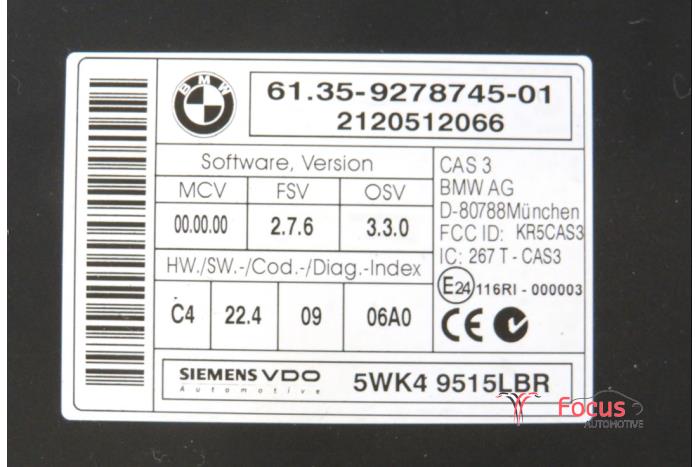 BMW
61.35-9278745-01
2120512066
Software, Version
MCV FSV OSV
00.00.00 2.7.6 3.3.0
HW./SW.-/Cod.-/Diag.-Index
C4 22.4 09 06A0
CAS 3
BMW AG
D-80788München
FCC ID: KR5CAS3
IC: 267 T - CAS3
E24 116RI - 000003
CE
SIEMENS VDO
Automotive
5WK4 9515LBR
Focus
AUTOMOTIVE